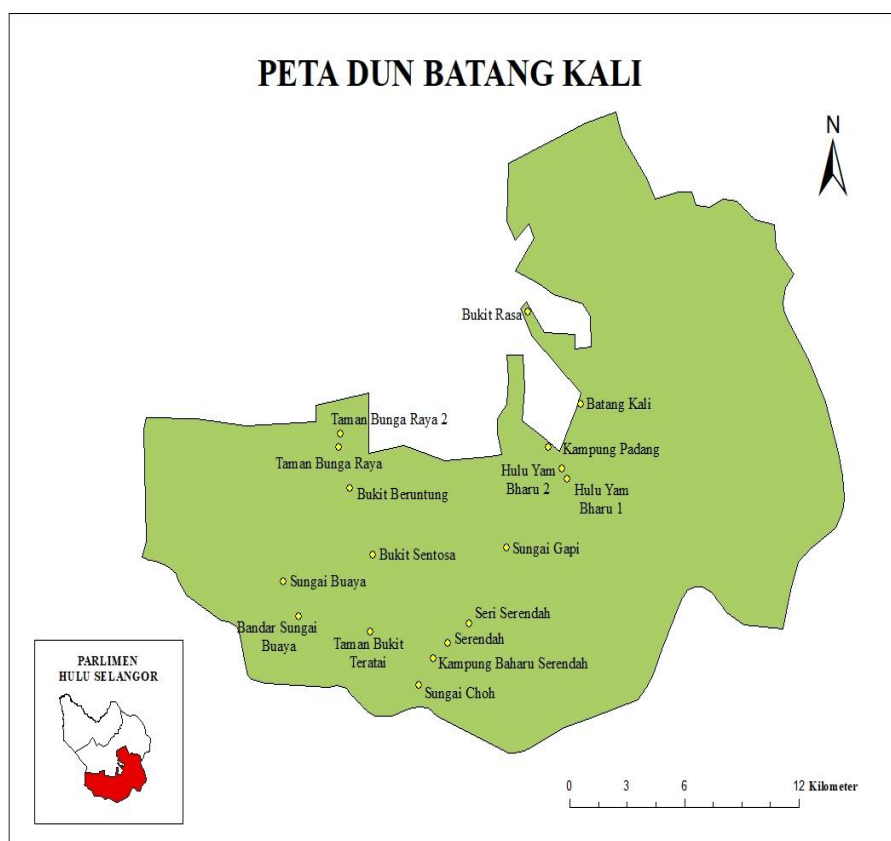 PETA DUN BATANG KALI
N
Bukit Rasa
Batang Kali
Taman Bunga Raya 2
Taman Bunga Raya
Kampung Padang
Hulu Yam
Bharu 2
Hulu Yam
Bharu 1
Bukit Beruntung
Sungai Gapi
Bukit Sentosa
Sungai Buaya
Bandar Sungai
Buaya
Taman Bukit
Teratai
Seri Serendah
Serendah
Kampung Baharu Serendah
Sungai Choh
PARLIMEN
HULU SELANGOR
0 3 6 12 Kilometer